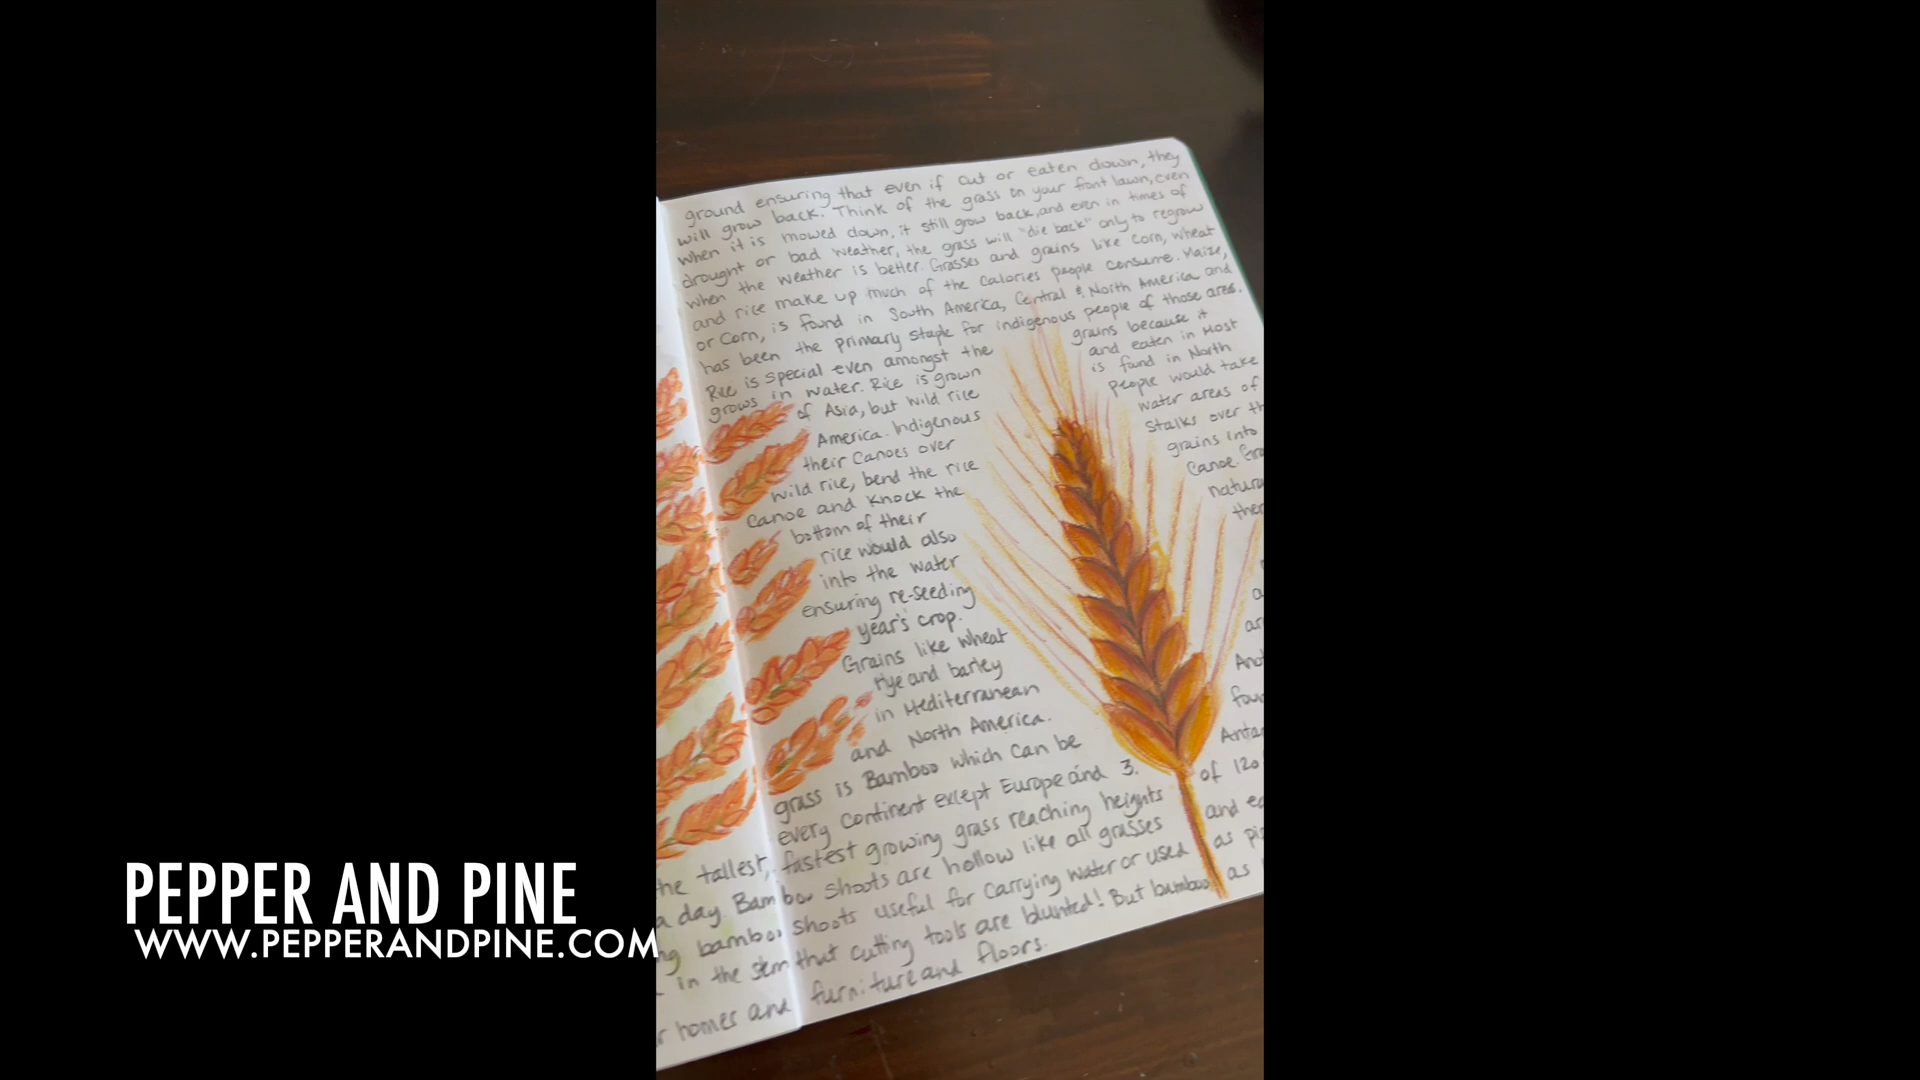 ground ensuring that even if cut or eaten down, they
will grow back. Think of the grass on your front lawn, even
when it is mowed down, it still grow back, and even in times of
drought or bad weather, the grass will "die back" only to regrow
when the weather is better. Grasses and grains like corn, wheat
and rice make up much of the calories people consume. Maize,
or Corn, is found in South America, Central & North America and
has been the primary staple for indigenous people of those areas.
Rice is special even amongst the grains because it
grows in water. Rice is grown and eaten in most
of Asia, but wild rice is found in North
America. Indigenous People would take
their canoes over water areas of
wild rice, bend the rice stalks over th
canoe and knock the grains into
bottom of their Canoe.
rice would also natura
into the water
ensuring re-seeding
year's crop.
Grains like wheat
rye and barley
in Mediterranean
and North America.
grass is Bamboo which can be
every continent except Europe and
the tallest, fastest growing grass reaching heights of 120
a day. Bamboo shoots are hollow like all grasses and
bamboo shoots useful for carrying water or used as
in the stem that cutting tools are blunted! But bamboo as
homes and furniture and floors.
PEPPER AND PINE
WWW.PEPPERANDPINE.COM